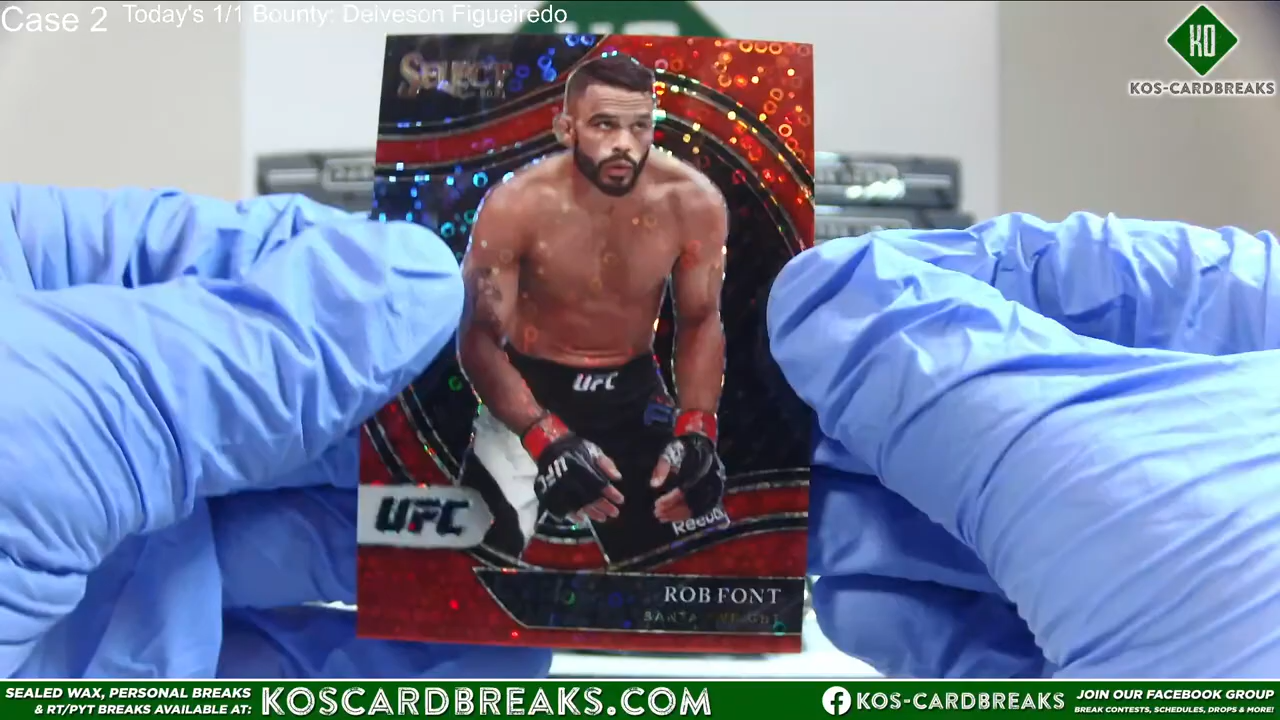 Case 2
Today's 1/1 Bounty: Deiveson Figueiredo
KO
KOS-CARDBREAKS
SELECT
UFC
UFC
Reebok
UFC
ROB FONT
BANTAMWEIGHT
SEALED WAX, PERSONAL BREAKS
& RT/PYT BREAKS AVAILABLE AT:
KOSCARDBREAKS.COM
KOS-CARDBREAKS
JOIN OUR FACEBOOK GROUP
BREAK CONTESTS, SCHEDULES, DROPS & MORE!